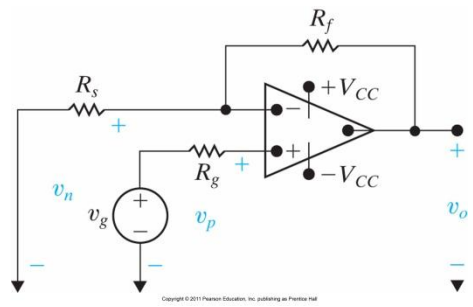 R_f
R_s
+V_CC
−
+
+
+
R_g
−V_CC
+
v_n
v_g
+
−
v_p
v_o
−
−
−
Copyright © 2011 Pearson Education, Inc. publishing as Prentice Hall